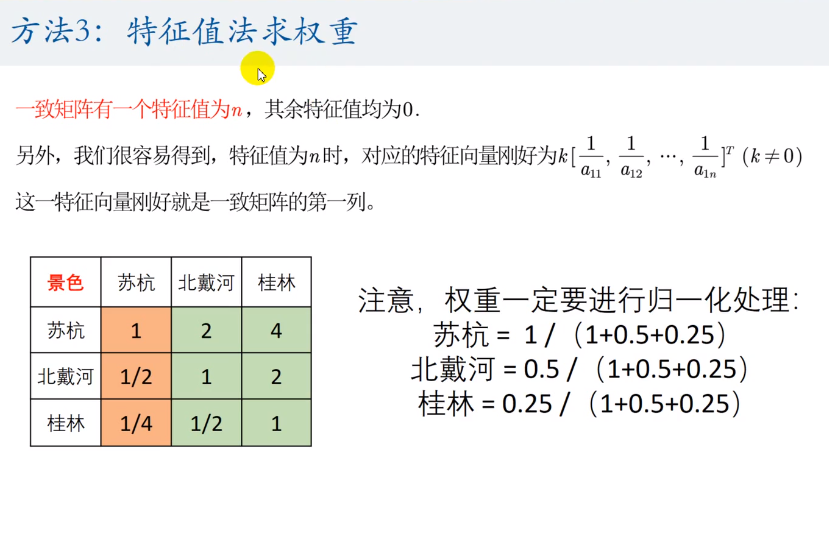 方法3：特征值法求权重
一致矩阵有一个特征值为n，其余特征值均为0.
另外，我们很容易得到，特征值为n时，对应的特征向量刚好为k[1/a₁₁, 1/a₁₂, ⋯, 1/a₁ₙ]ᵀ (k ≠ 0)
这一特征向量刚好就是一致矩阵的第一列。
景色 苏杭 北戴河 桂林
苏杭 1 2 4
北戴河 1/2 1 2
桂林 1/4 1/2 1
注意，权重一定要进行归一化处理：
苏杭 = 1 /（1+0.5+0.25）
北戴河 = 0.5 /（1+0.5+0.25）
桂林 = 0.25 /（1+0.5+0.25）